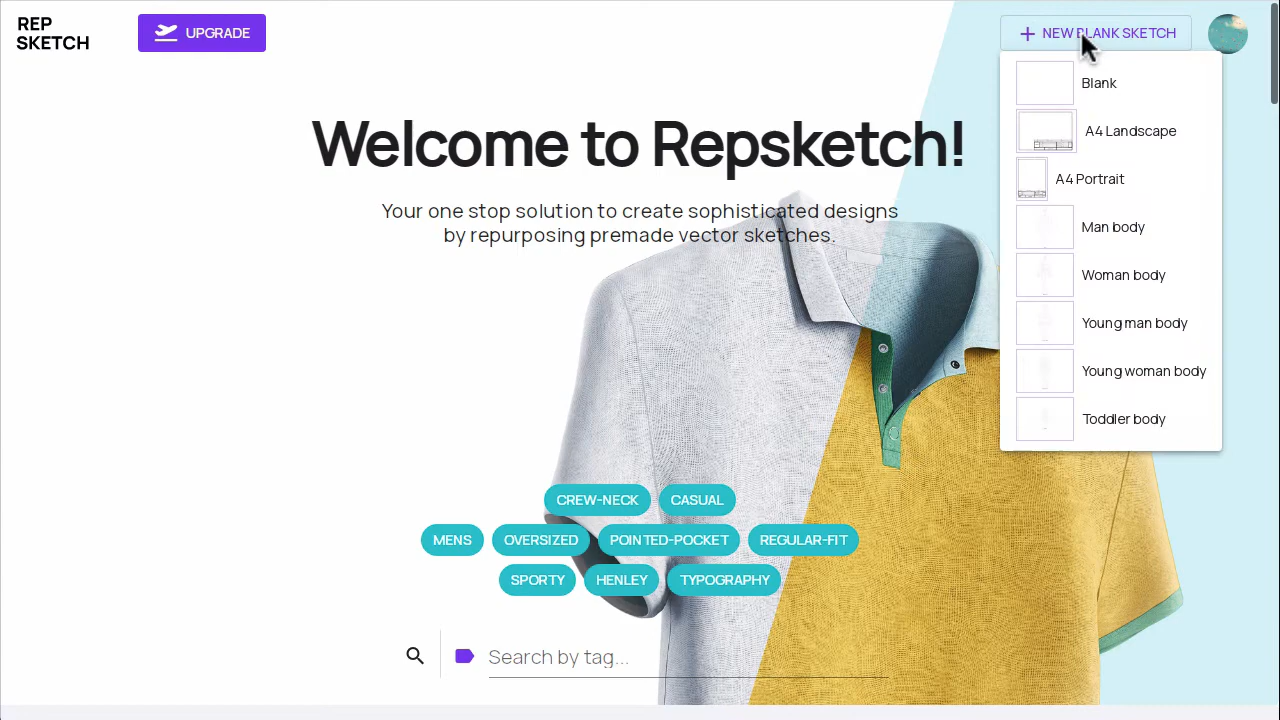 REP
SKETCH
UPGRADE
NEW BLANK SKETCH
Blank
A4 Landscape
A4 Portrait
Man body
Woman body
Young man body
Young woman body
Toddler body
Welcome to Repsketch!
Your one stop solution to create sophisticated designs
by repurposing premade vector sketches.
CREW-NECK CASUAL
MENS OVERSIZED POINTED-POCKET REGULAR-FIT
SPORTY HENLEY TYPOGRAPHY
Search by tag...